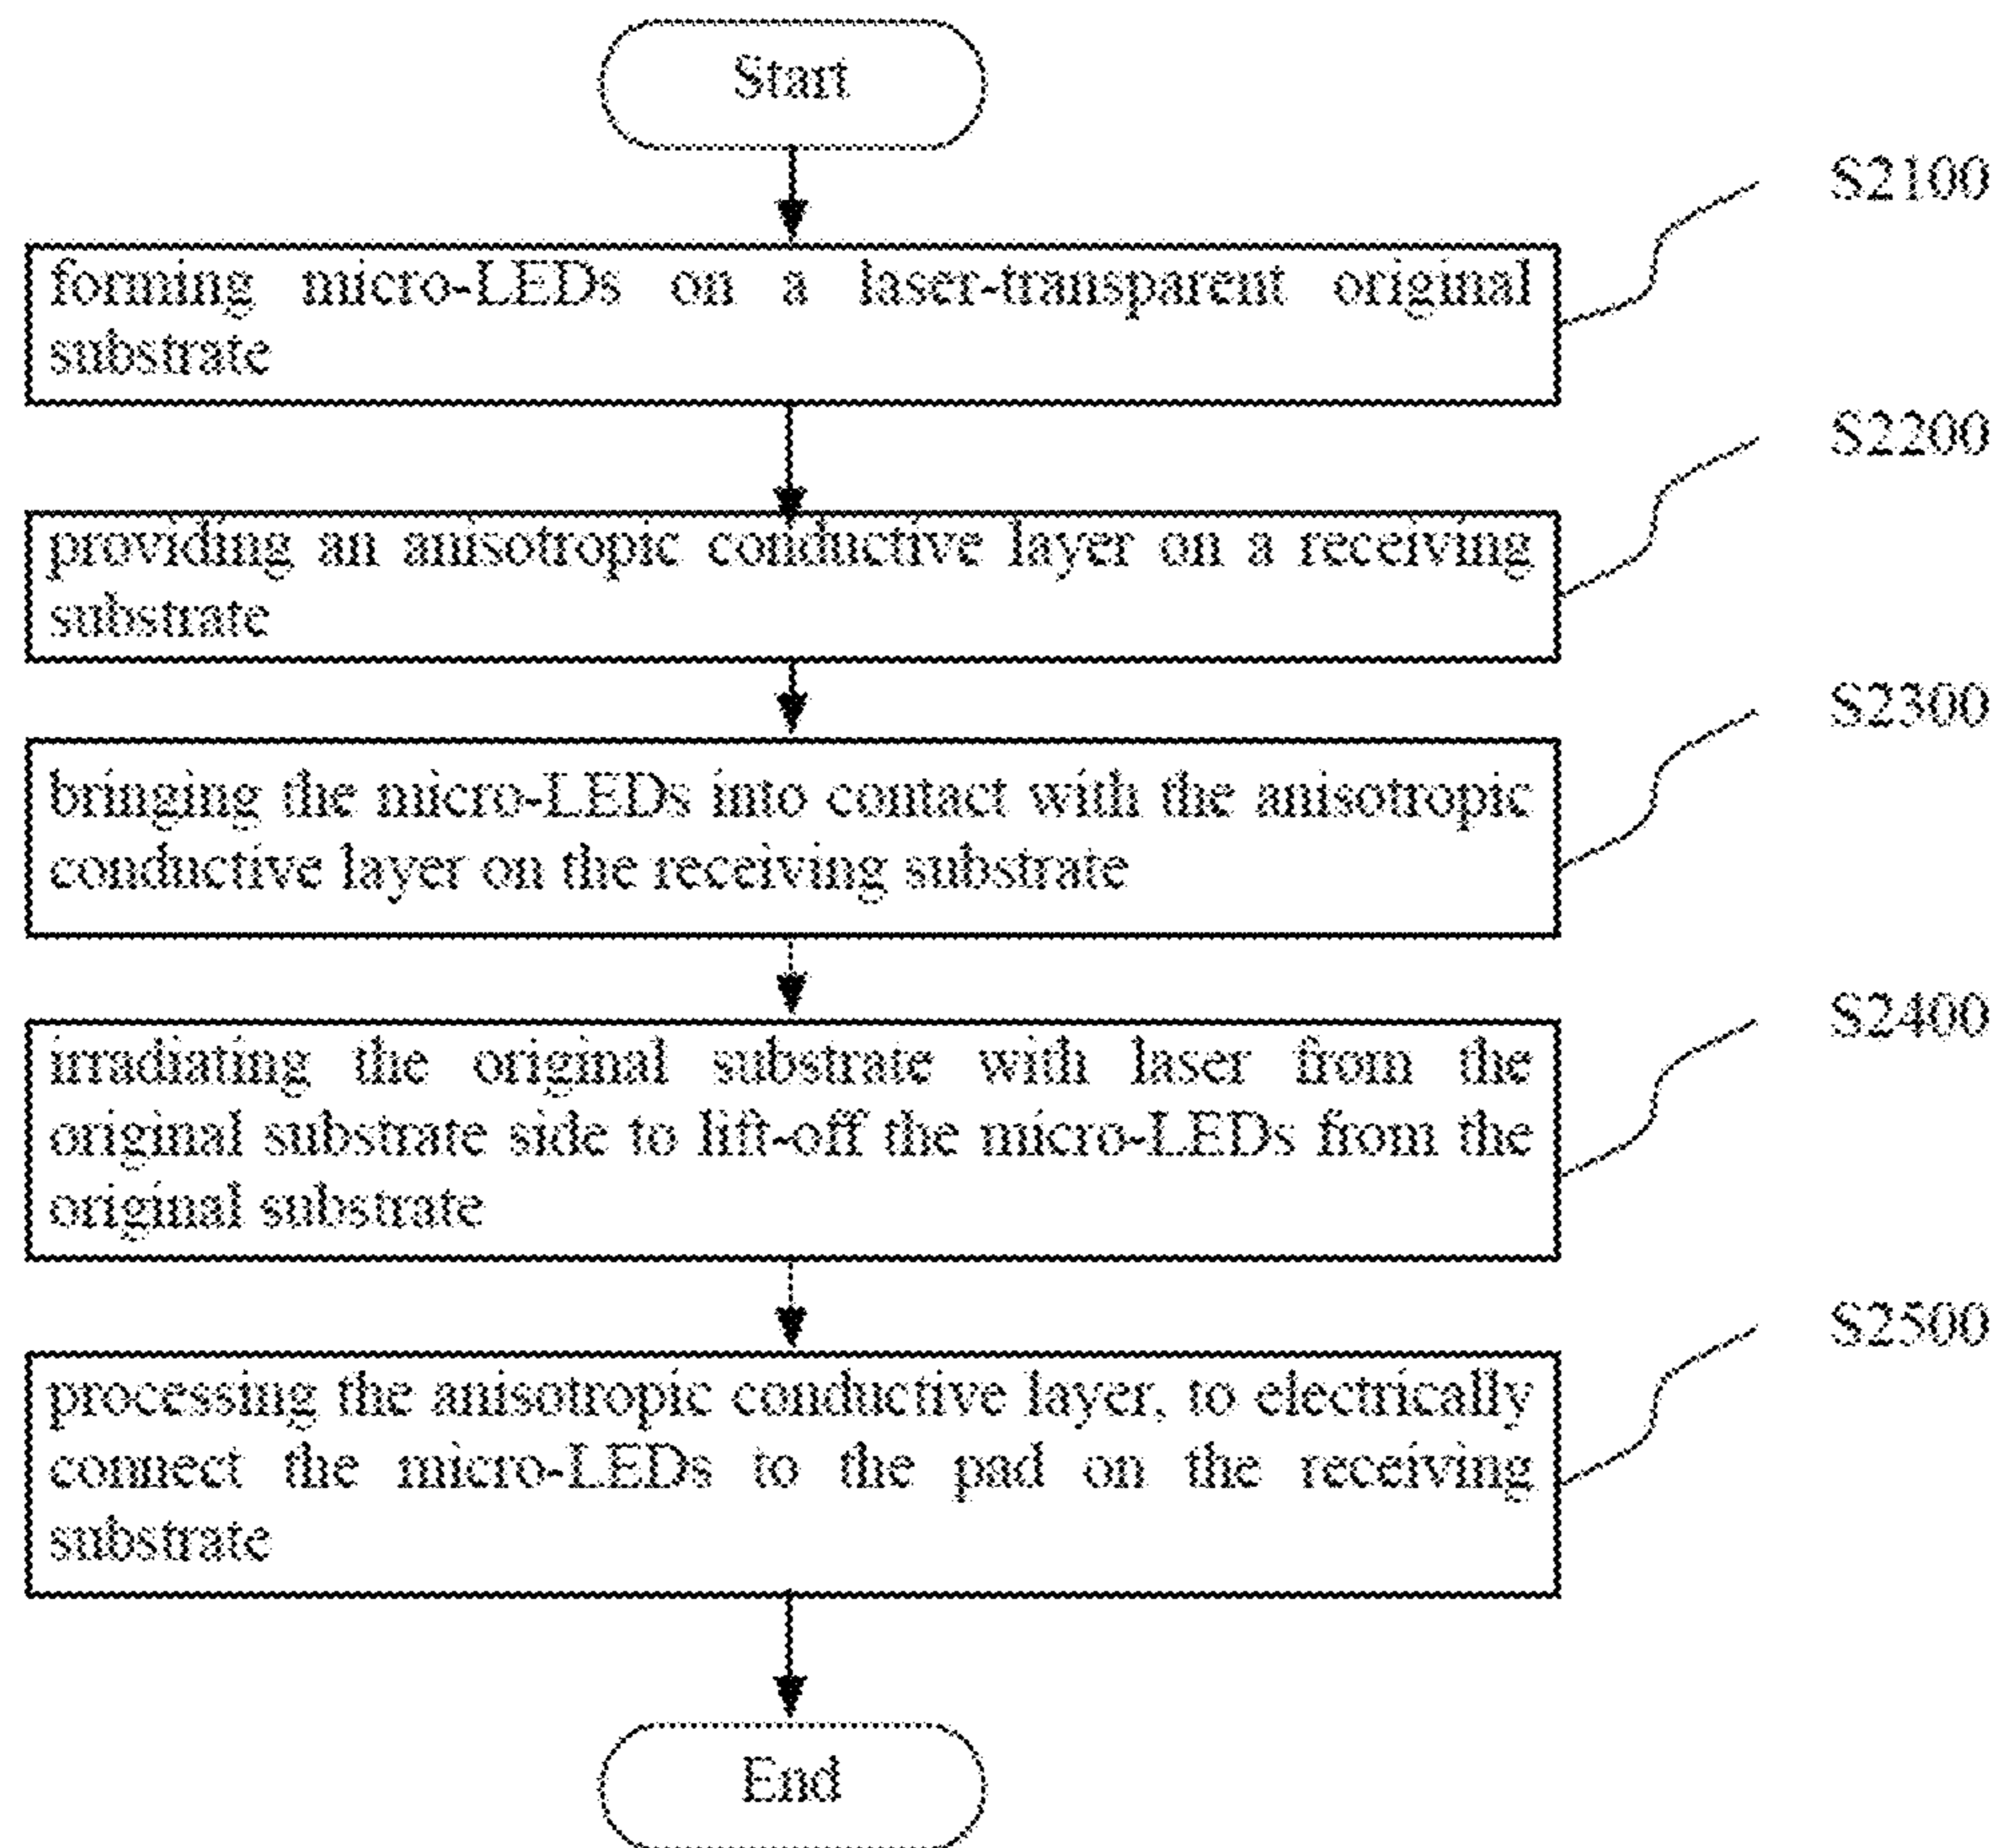 Start
S2100
forming micro-LEDs on a laser-transparent original
substrate
S2200
providing an anisotropic conductive layer on a receiving
substrate
S2300
bringing the micro-LEDs into contact with the anisotropic
conductive layer on the receiving substrate
S2400
irradiating the original substrate with laser from the
original substrate side to lift-off the micro-LEDs from the
original substrate
S2500
processing the anisotropic conductive layer, to electrically
connect the micro-LEDs to the pad on the receiving
substrate
End